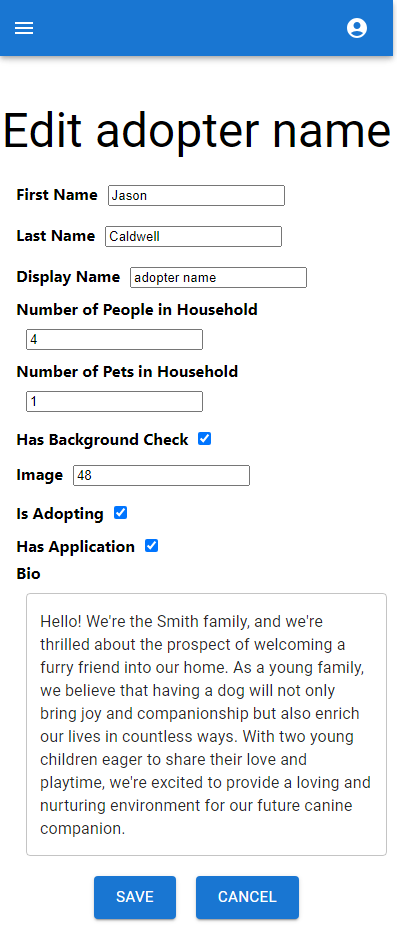 Edit adopter name
First Name Jason
Last Name Caldwell
Display Name adopter name
Number of People in Household
4
Number of Pets in Household
1
Has Background Check
Image 48
Is Adopting
Has Application
Bio
Hello! We're the Smith family, and we're
thrilled about the prospect of welcoming a
furry friend into our home. As a young family,
we believe that having a dog will not only
bring joy and companionship but also enrich
our lives in countless ways. With two young
children eager to share their love and
playtime, we're excited to provide a loving and
nurturing environment for our future canine
companion.
SAVE CANCEL